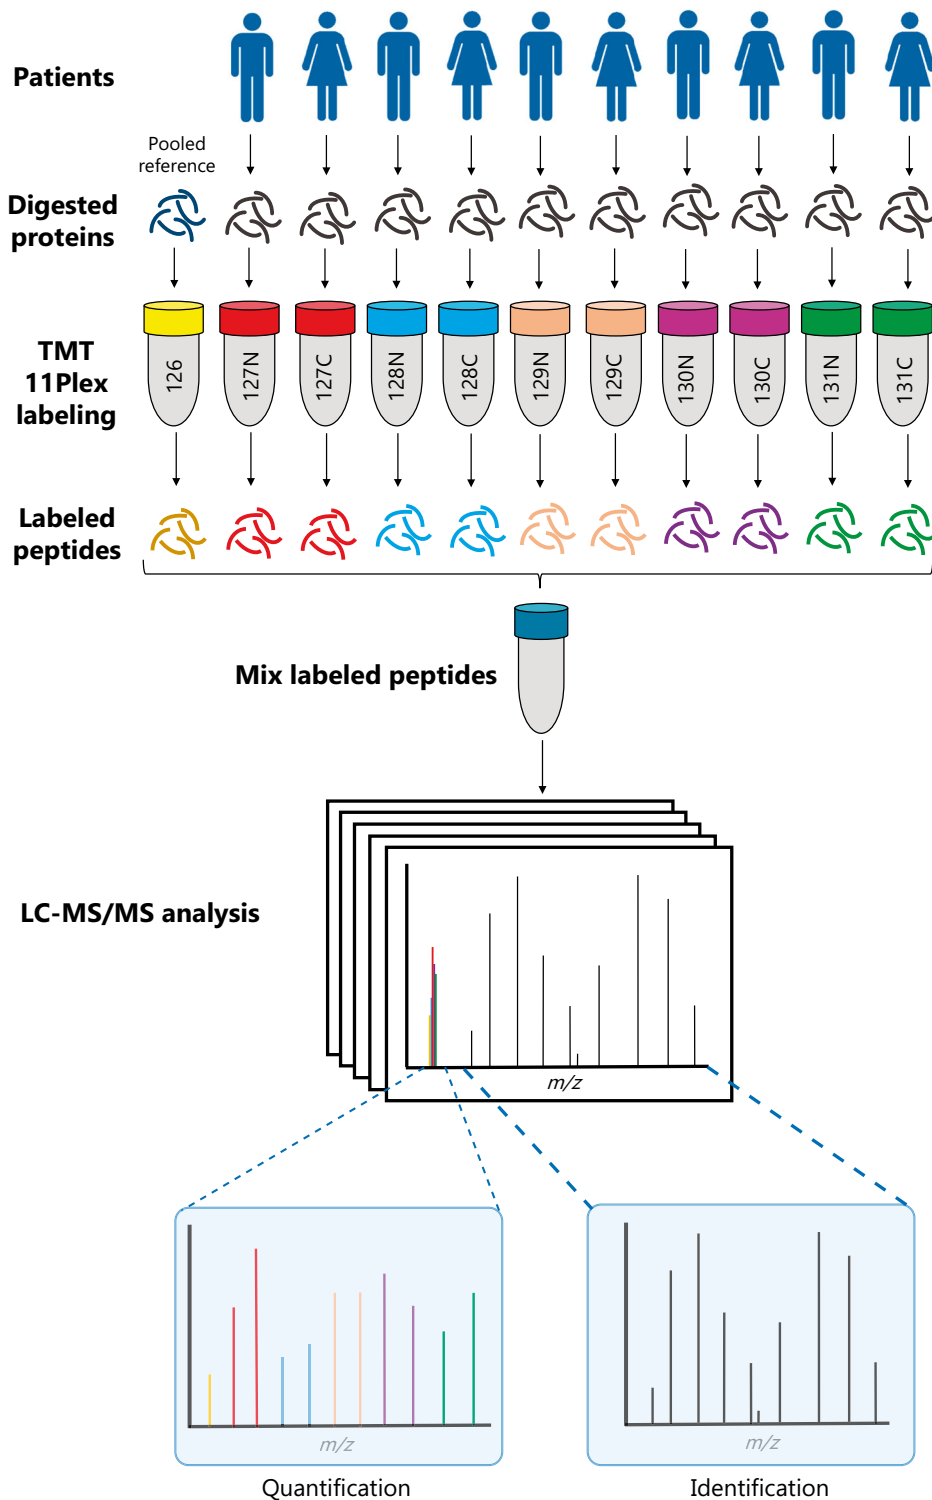 Patients
Pooled
reference
Digested
proteins
TMT
11Plex
labeling
126
127N
127C
128N
128C
129N
129C
130N
130C
131N
131C
Labeled
peptides
Mix labeled peptides
LC-MS/MS analysis
m/z
m/z
m/z
Quantification
Identification